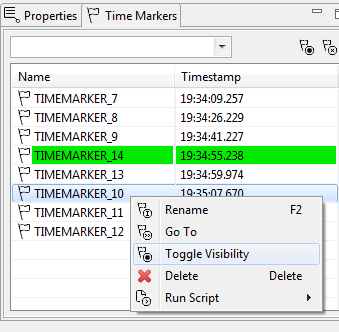 Properties Time Markers
Name Timestamp
TIMEMARKER_7 19:34:09.257
TIMEMARKER_8 19:34:26.229
TIMEMARKER_9 19:34:41.227
TIMEMARKER_14 19:34:55.238
TIMEMARKER_13 19:34:59.974
TIMEMARKER_10 19:35:07.670
TIMEMARKER_11
TIMEMARKER_12
Rename F2
Go To
Toggle Visibility
Delete Delete
Run Script